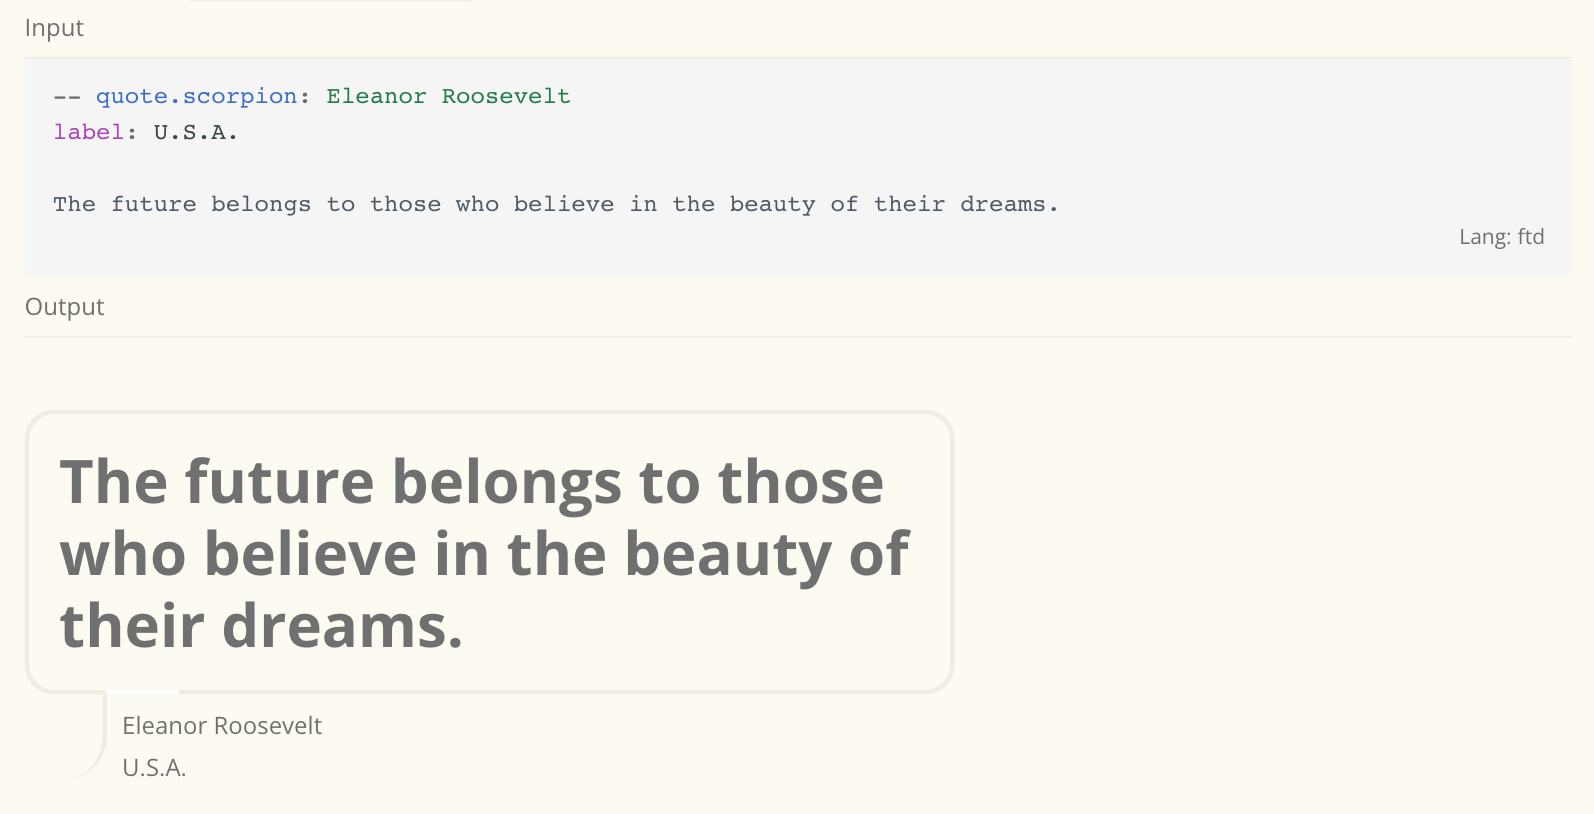 Input
-- quote.scorpion: Eleanor Roosevelt
label: U.S.A.
The future belongs to those who believe in the beauty of their dreams.
Lang: ftd
Output
The future belongs to those
who believe in the beauty of
their dreams.
Eleanor Roosevelt
U.S.A.